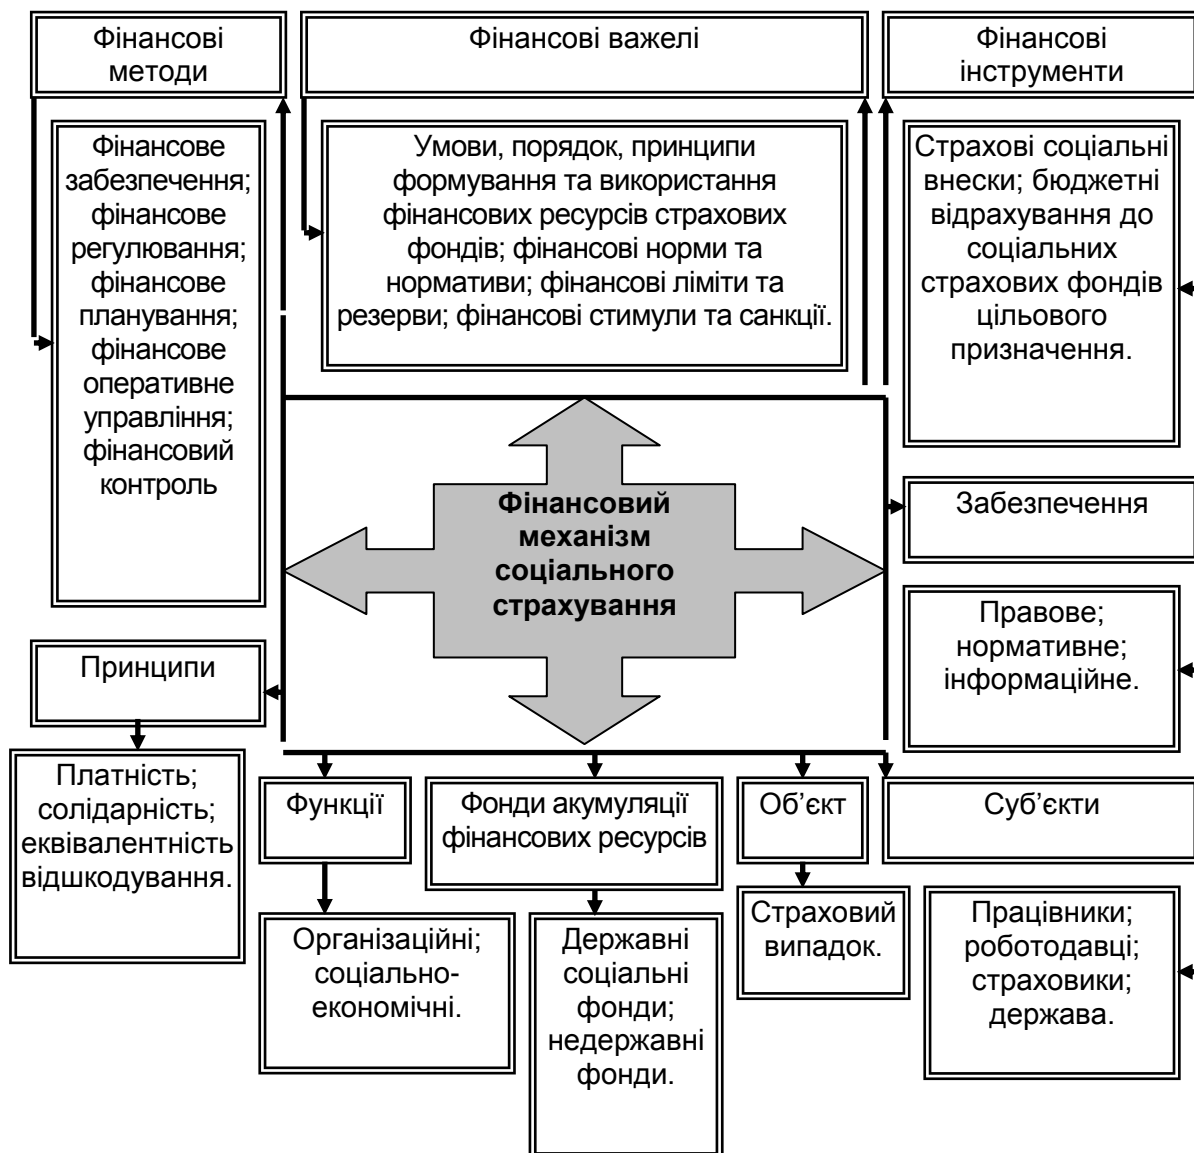 Фінансові
методи
Фінансові важелі
Фінансові
інструменти
Фінансове
забезпечення;
фінансове
регулювання;
фінансове
планування;
фінансове
оперативне
управління;
фінансовий
контроль
Умови, порядок, принципи
формування та використання
фінансових ресурсів страхових
фондів; фінансові норми та
нормативи; фінансові ліміти та
резерви; фінансові стимули та санкції.
Страхові соціальні
внески; бюджетні
відрахування до
соціальних
страхових фондів
цільового
призначення.
Фінансовий
механізм
соціального
страхування
Забезпечення
Правове;
нормативне;
інформаційне.
Принципи
Платність;
солідарність;
еквівалентність
відшкодування.
Функції
Фонди акумуляції
фінансових ресурсів
Об’єкт
Суб’єкти
Організаційні;
соціально-
економічні.
Державні
соціальні
фонди;
недержавні
фонди.
Страховий
випадок.
Працівники;
роботодавці;
страховики;
держава.